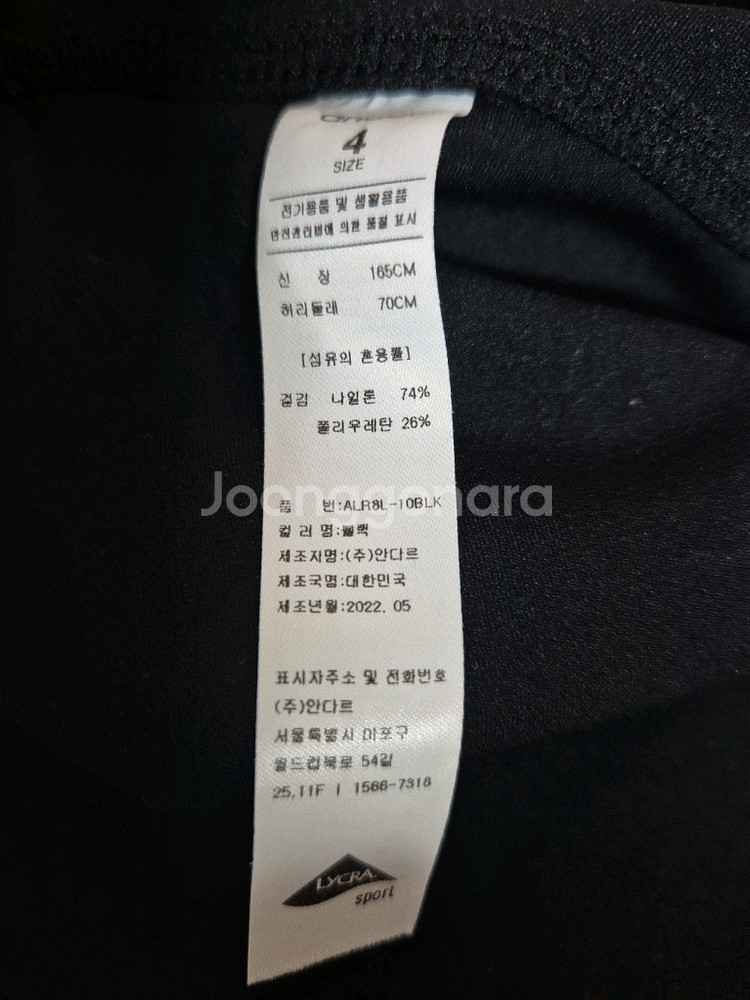 4
SIZE
전기용품 및 생활용품
안전관리법에 의한 품질 표시
신 장 165CM
허리둘레 70CM
[섬유의 혼용률]
겉감 나일론 74%
폴리우레탄 26%
품 번:ALR8L-10BLK
컬 러 명:블랙
제조자명:(주)안다르
제조국명:대한민국
제조년월:2022. 05
표시자주소 및 전화번호
(주)안다르
서울특별시 마포구
월드컵북로 54길
25,11F | 1566-7318
LYCRA
sport
Joonggonara